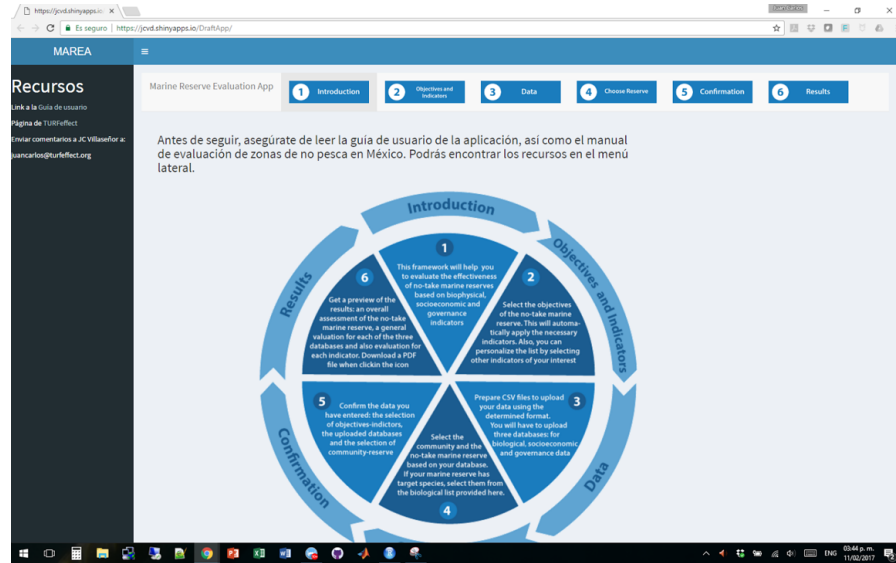 https://jcvd.shinyapps.io
Es seguro | https://jcvd.shinyapps.io/DraftApp/
MAREA
Recursos
Link a la Guía de usuario
Página de TURFeffect
Enviar comentarios a JC Villaseñor a:
juancarlos@turfeffect.org
Marine Reserve Evaluation App
1 Introduction
2 Objectives and
Indicators
3 Data
4 Choose Reserve
5 Confirmation
6 Results
Antes de seguir, asegúrate de leer la guía de usuario de la aplicación, así como el manual
de evaluación de zonas de no pesca en México. Podrás encontrar los recursos en el menú
lateral.
Introduction
1
This framework will help you
to evaluate the effectiveness
of no-take marine reserves
based on biophysical,
socioeconomic and
governance
indicators
Objectives and Indicators
2
Select the objectives
of the no-take marine
reserve. This will automa-
tically apply the necessary
indicators. Also, you can
personalize the list by selecting
other indicators of your interest
Data
3
Prepare CSV files to upload
your data using the
determined format.
You will have to upload
three databases: for
biological, socioeconomic
and governance data
Select the
community and the
no-take marine reserve
based on your database.
If your marine reserve has
target species, select them from
the biological list provided here.
4
Confirmation
5
Confirm the data you
have entered: the selection
of objectives-indictors,
the uploaded databases
and the selection of
community-reserve
Results
6
Get a preview of the
results: an overall
assessment of the no-take
marine reserve, a general
valuation for each of the three
databases and also evaluation for
each indicator. Download a PDF
file when clickin the icon
ENG
03:44 p. m.
11/02/2017